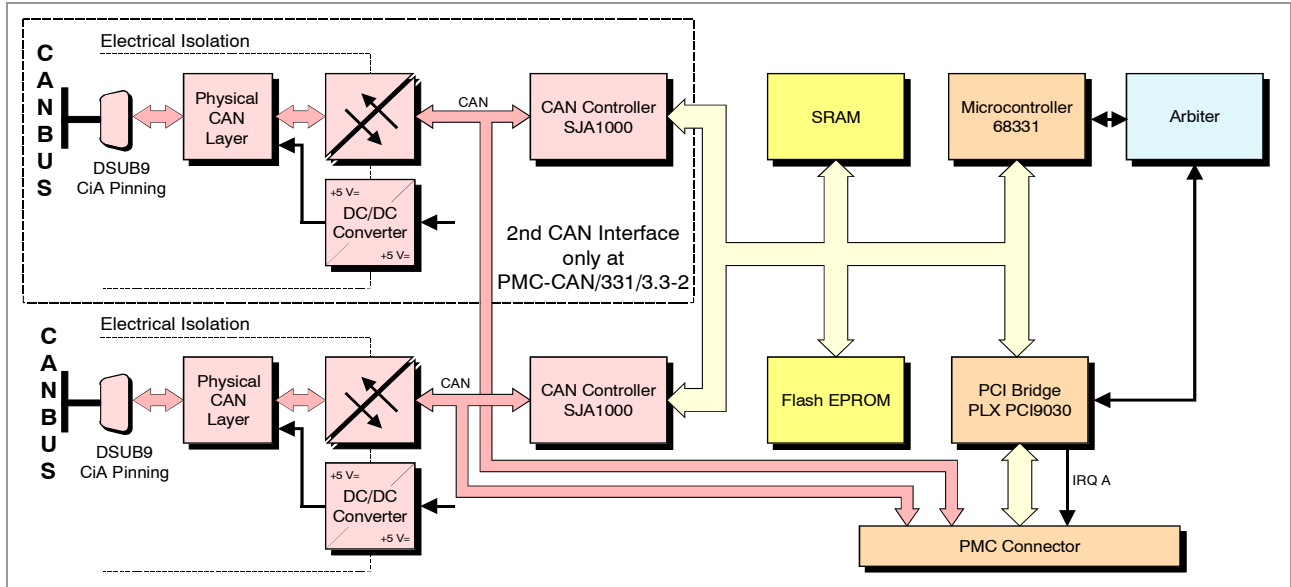 CANBUS
Electrical Isolation
Physical
CAN
Layer
DSUB9
CiA Pinning
+5 V=
DC/DC
Converter
+5 V=
CAN
CAN Controller
SJA1000
2nd CAN Interface
only at
PMC-CAN/331/3.3-2
SRAM
Microcontroller
68331
Arbiter
CANBUS
Electrical Isolation
Physical
CAN
Layer
DSUB9
CiA Pinning
+5 V=
DC/DC
Converter
+5 V=
CAN
CAN Controller
SJA1000
Flash EPROM
PCI Bridge
PLX PCI9030
IRQ A
PMC Connector